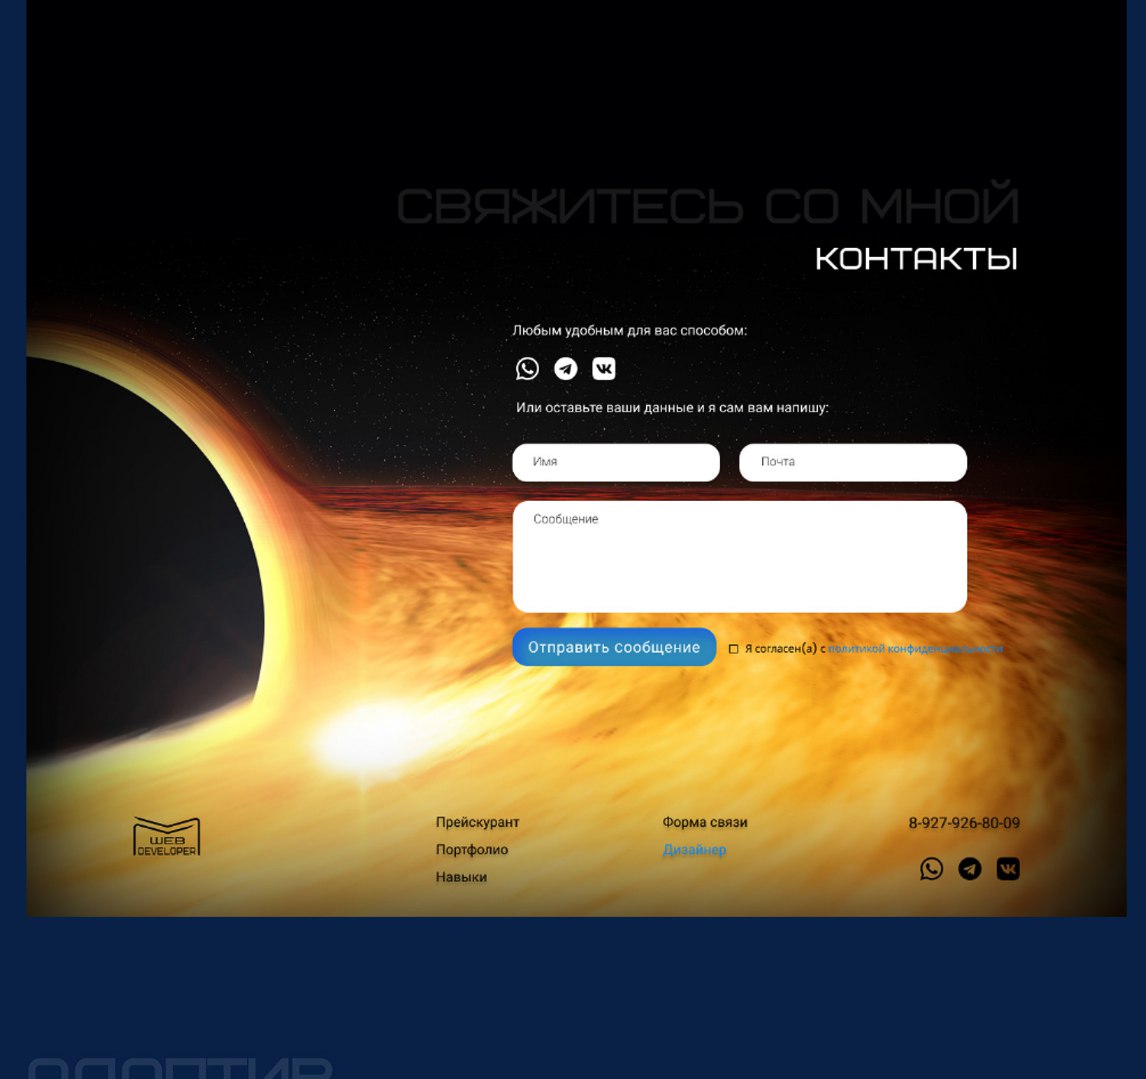 СВЯЖИТЕСЬ СО МНОЙ
КОНТАКТЫ
Любым удобным для вас способом:
Или оставьте ваши данные и я сам вам напишу:
Имя
Почта
Сообщение
Отправить сообщение
Я согласен(а) с политикой конфиденциальности
WEB
DEVELOPER
Прейскурант
Портфолио
Навыки
Форма связи
Дизайнер
8-927-926-80-09
АДАПТИВ